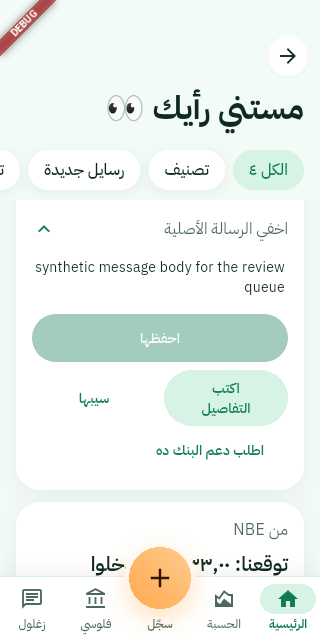 DEBUG
مستني رأيك 👀
الكل ٤
تصنيف
رسايل جديدة
اخفي الرسالة الأصلية
synthetic message body for the review
queue
احفظها
اكتب
التفاصيل
سيبها
اطلب دعم البنك ده
من NBE
توقعنا:
سجّل
الرئيسية
الحسبة
فلوسي
زغلول